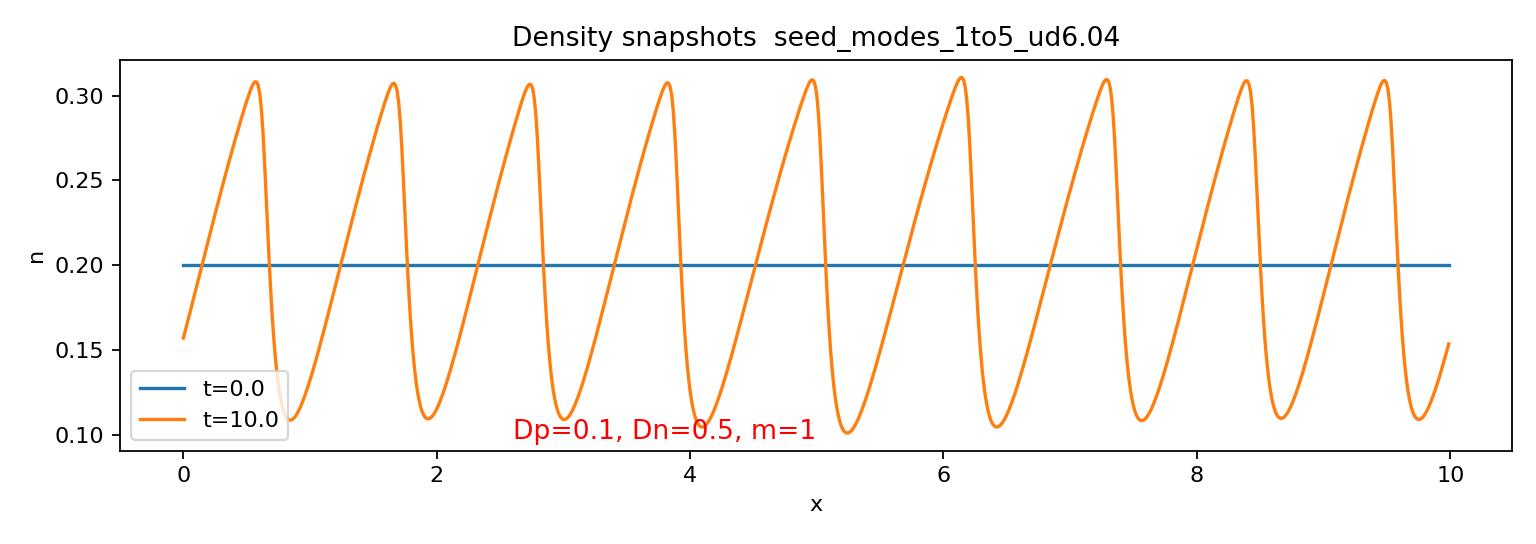 Density snapshots  seed_modes_1to5_ud6.04
n
0.30
0.25
0.20
0.15
0.10
t=0.0
t=10.0
Dp=0.1, Dn=0.5, m=1
0 2 4 6 8 10
x